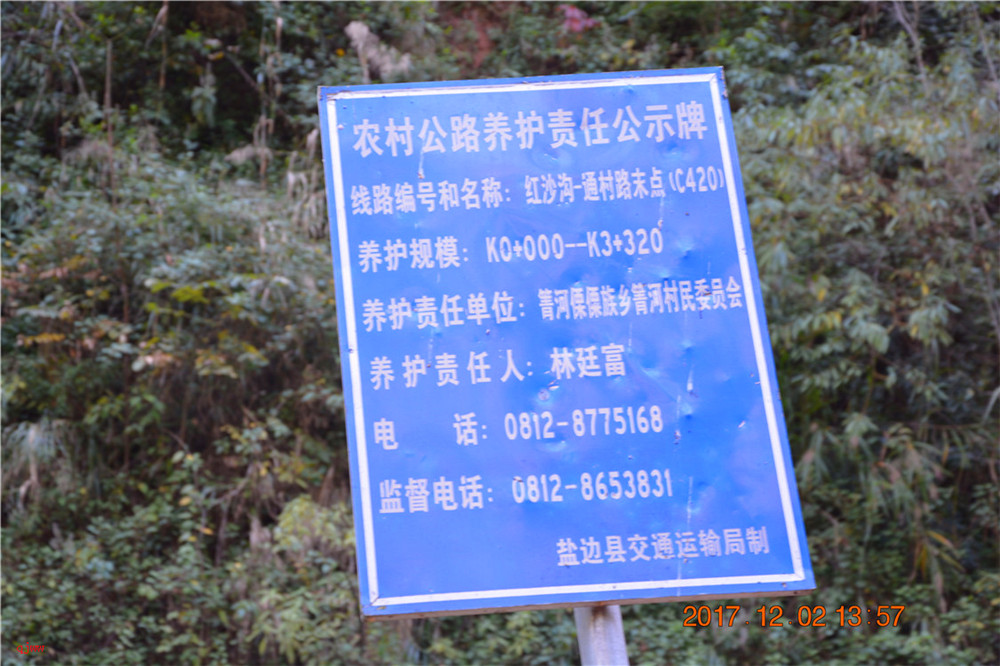 农村公路养护责任公示牌
线路编号和名称：红沙沟-通村路末点(C420)
养护规模：K0+000--K3+320
养护责任单位：箐河傈僳族乡箐河村民委员会
养护责任人：林廷富
电话：0812-8775168
监督电话：0812-8653831
盐边县交通运输局制
2017.12.02 13:57